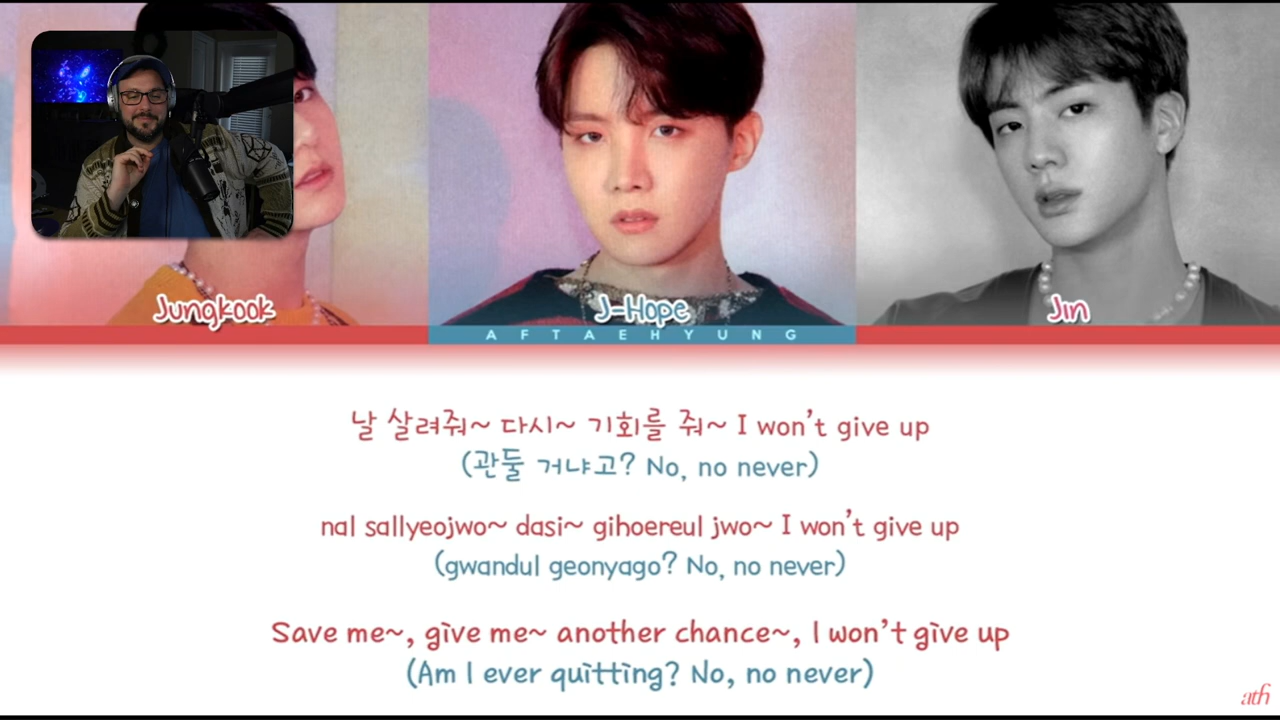 Jungkook
J-Hope
Jin
AFTAEHYUNG
날 살려줘~ 다시~ 기회를 줘~ I won't give up
(관둘 거냐고? No, no never)
nal sallyeojwo~ dasi~ gihoereul jwo~ I won't give up
(gwandul geonyago? No, no never)
Save me~, give me~ another chance~, I won't give up
(Am I ever quitting? No, no never)
ath